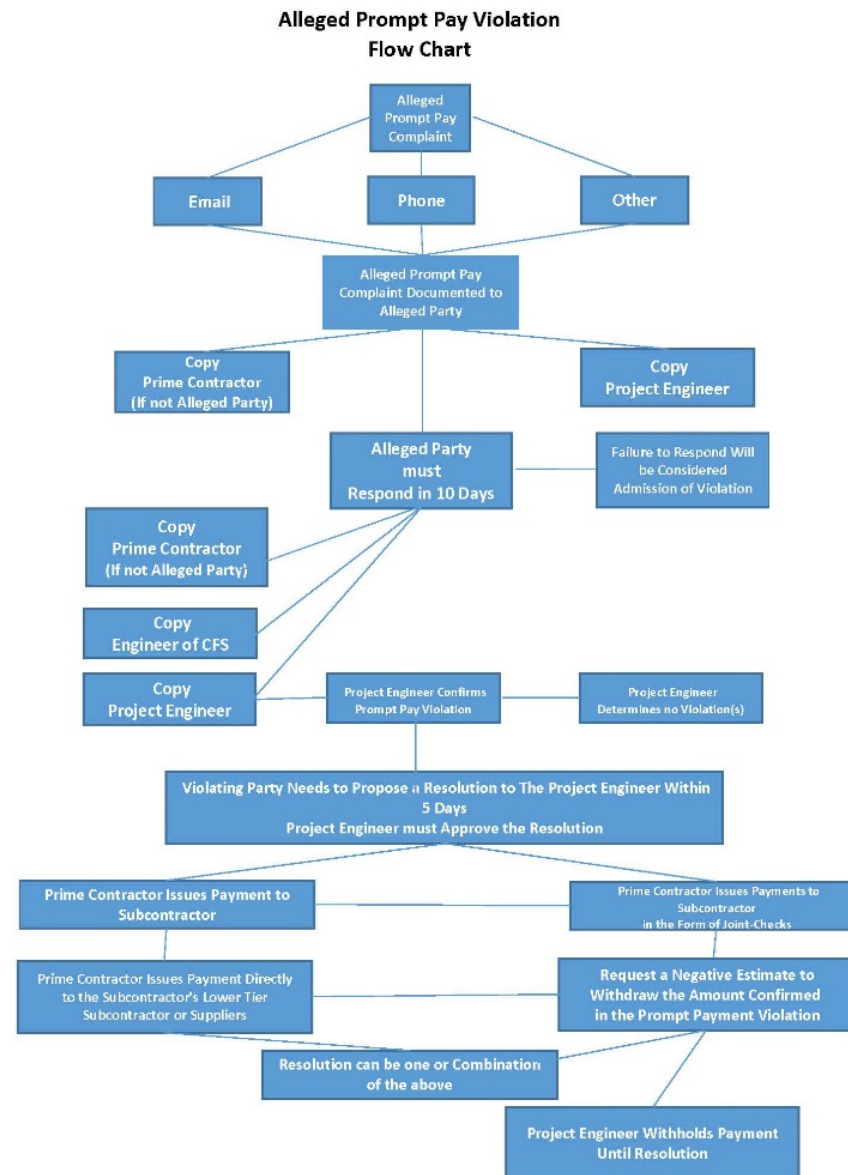 Alleged Prompt Pay Violation
Flow Chart
Alleged
Prompt Pay
Complaint
Email
Phone
Other
Alleged Prompt Pay
Complaint Documented to
Alleged Party
Copy
Prime Contractor
(If not Alleged Party)
Copy
Project Engineer
Alleged Party
must
Respond in 10 Days
Failure to Respond Will
be Considered
Admission of Violation
Copy
Prime Contractor
(If not Alleged Party)
Copy
Engineer of CFS
Copy
Project Engineer
Project Engineer Confirms
Prompt Pay Violation
Project Engineer
Determines no Violation(s)
Violating Party Needs to Propose a Resolution to The Project Engineer Within
5 Days
Project Engineer must Approve the Resolution
Prime Contractor Issues Payment to
Subcontractor
Prime Contractor Issues Payments to
Subcontractor
in the Form of Joint-Checks
Prime Contractor Issues Payment Directly
to the Subcontractor's Lower Tier
Subcontractor or Suppliers
Request a Negative Estimate to
Withdraw the Amount Confirmed
in the Prompt Payment Violation
Resolution can be one or Combination
of the above
Project Engineer Withholds Payment
Until Resolution